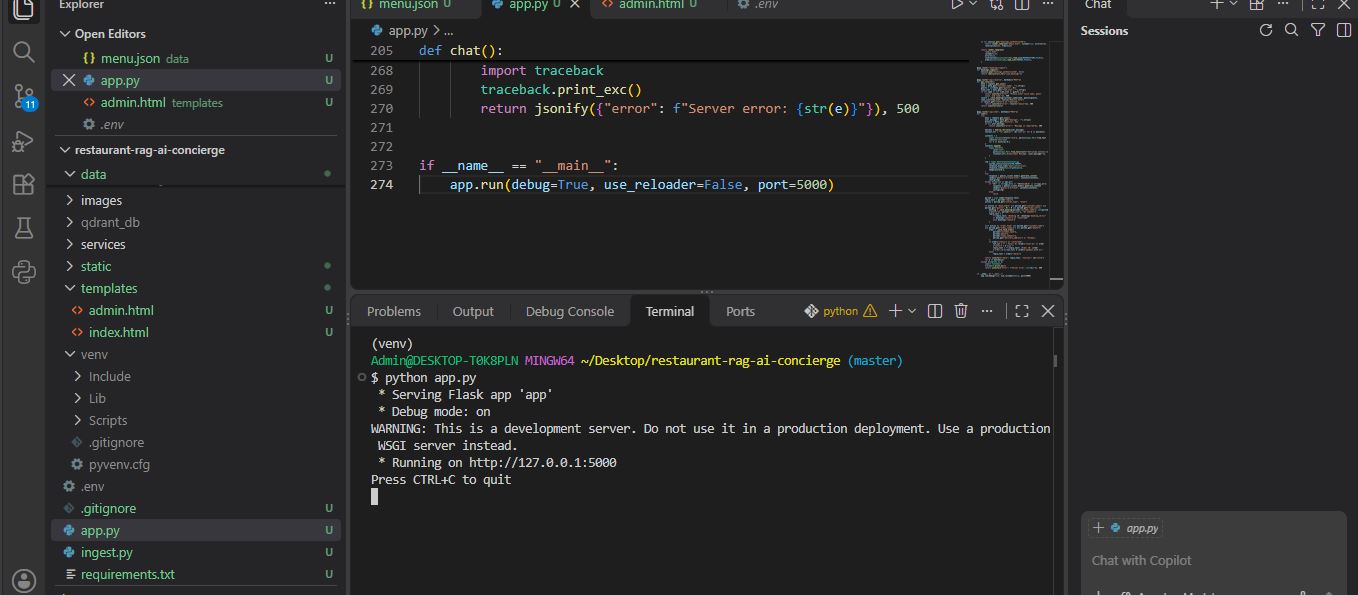 Explorer
Open Editors
menu.json data U
app.py U
admin.html templates U
.env
restaurant-rag-ai-concierge
data
images
qdrant_db
services
static
templates
admin.html U
index.html U
venv
Include
Lib
Scripts
.gitignore
pyvenv.cfg
.env
.gitignore U
app.py U
ingest.py U
requirements.txt U
11
menu.json U
app.py U
admin.html U
.env
app.py > ...
205 def chat():
268 import traceback
269 traceback.print_exc()
270 return jsonify({"error": f"Server error: {str(e)}"}), 500
271
272
273 if __name__ == "__main__":
274 app.run(debug=True, use_reloader=False, port=5000)
Problems Output Debug Console Terminal Ports
python
(venv)
Admin@DESKTOP-T0K8PLN MINGW64 ~/Desktop/restaurant-rag-ai-concierge (master)
$ python app.py
* Serving Flask app 'app'
* Debug mode: on
WARNING: This is a development server. Do not use it in a production deployment. Use a production
WSGI server instead.
* Running on http://127.0.0.1:5000
Press CTRL+C to quit
Chat
Sessions
app.py
Chat with Copilot